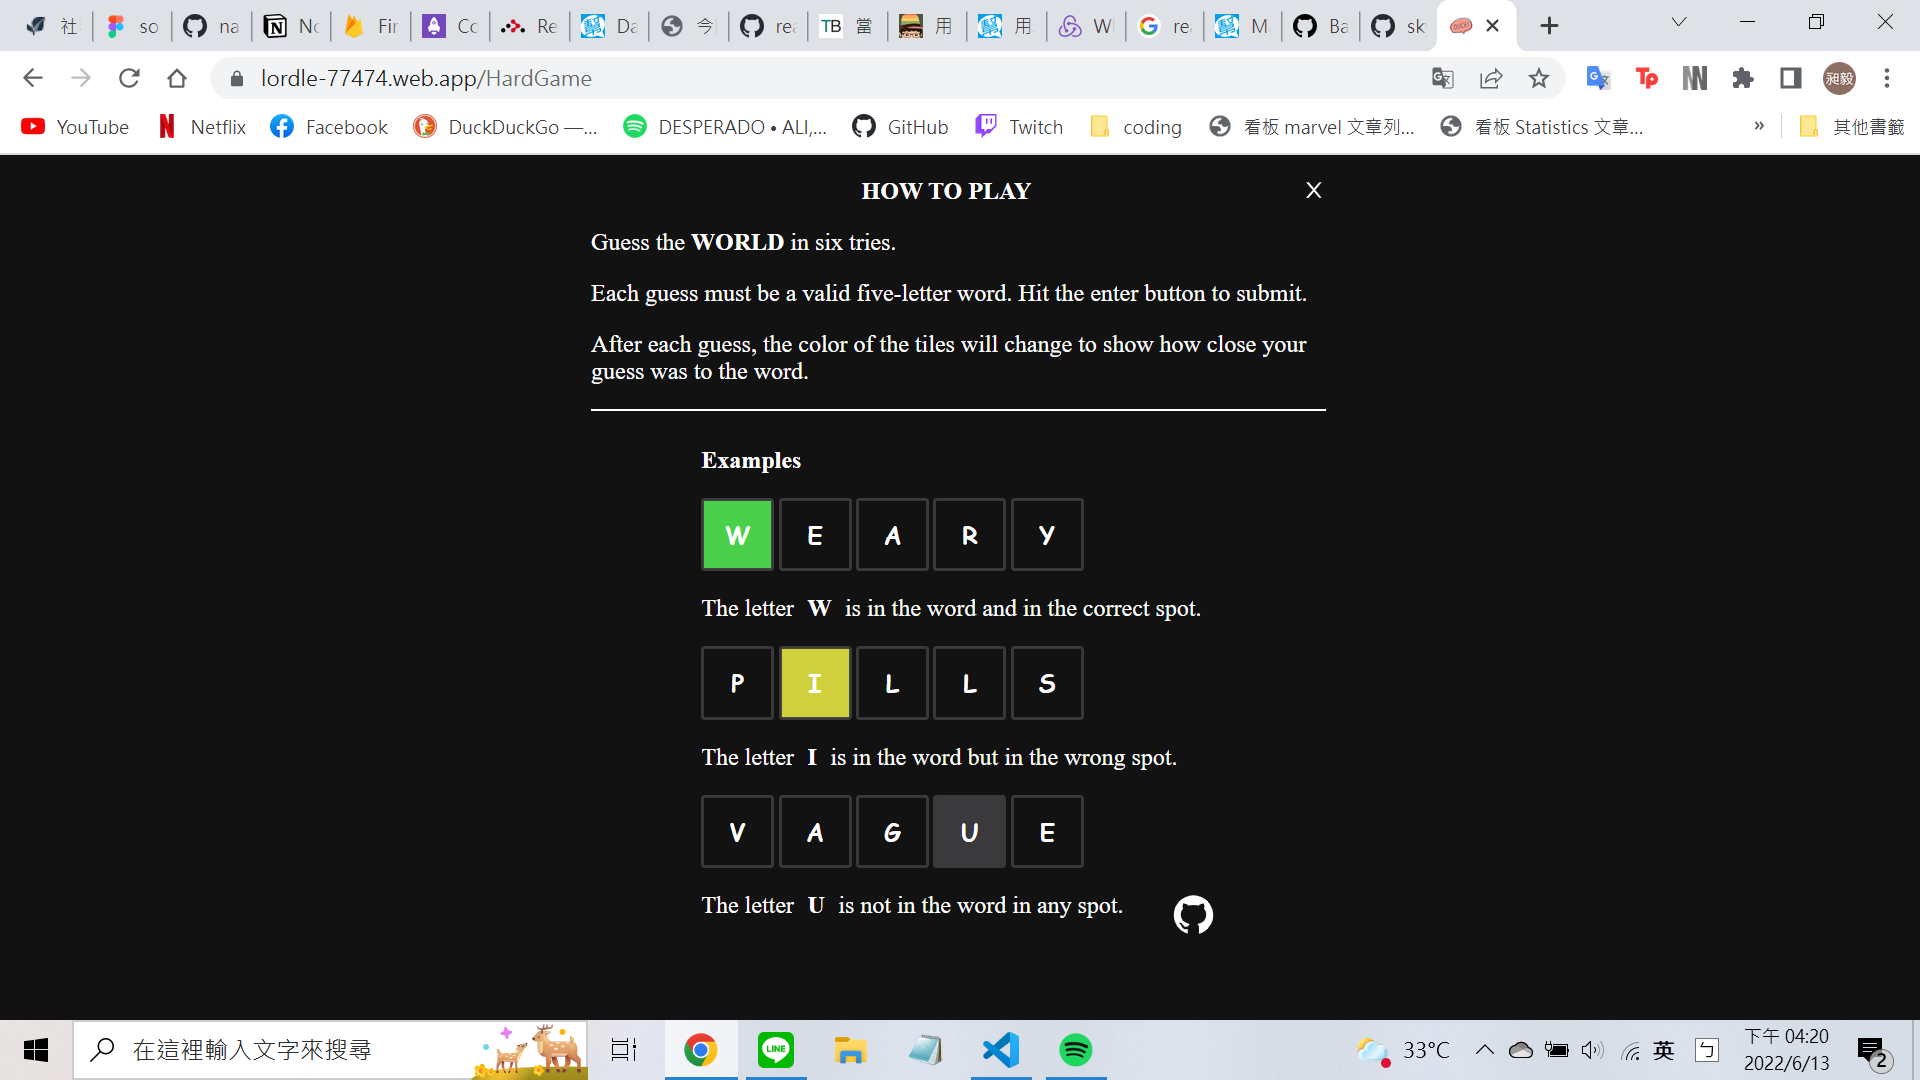 社
so
na
No
Fir
Co
Re
Da
今
rea
TB 當
用
用
W
re
M
Ba
sk
lordle-77474.web.app/HardGame
YouTube
Netflix
Facebook
DuckDuckGo —...
DESPERADO • ALI,...
GitHub
Twitch
coding
看板 marvel 文章列...
看板 Statistics 文章...
»
其他書籤
昶毅
HOW TO PLAY
X
Guess the WORLD in six tries.
Each guess must be a valid five-letter word. Hit the enter button to submit.
After each guess, the color of the tiles will change to show how close your
guess was to the word.
Examples
W E A R Y
The letter W is in the word and in the correct spot.
P I L L S
The letter I is in the word but in the wrong spot.
V A G U E
The letter U is not in the word in any spot.
在這裡輸入文字來搜尋
LINE
33°C
英
ㄅ
下午 04:20
2022/6/13
2